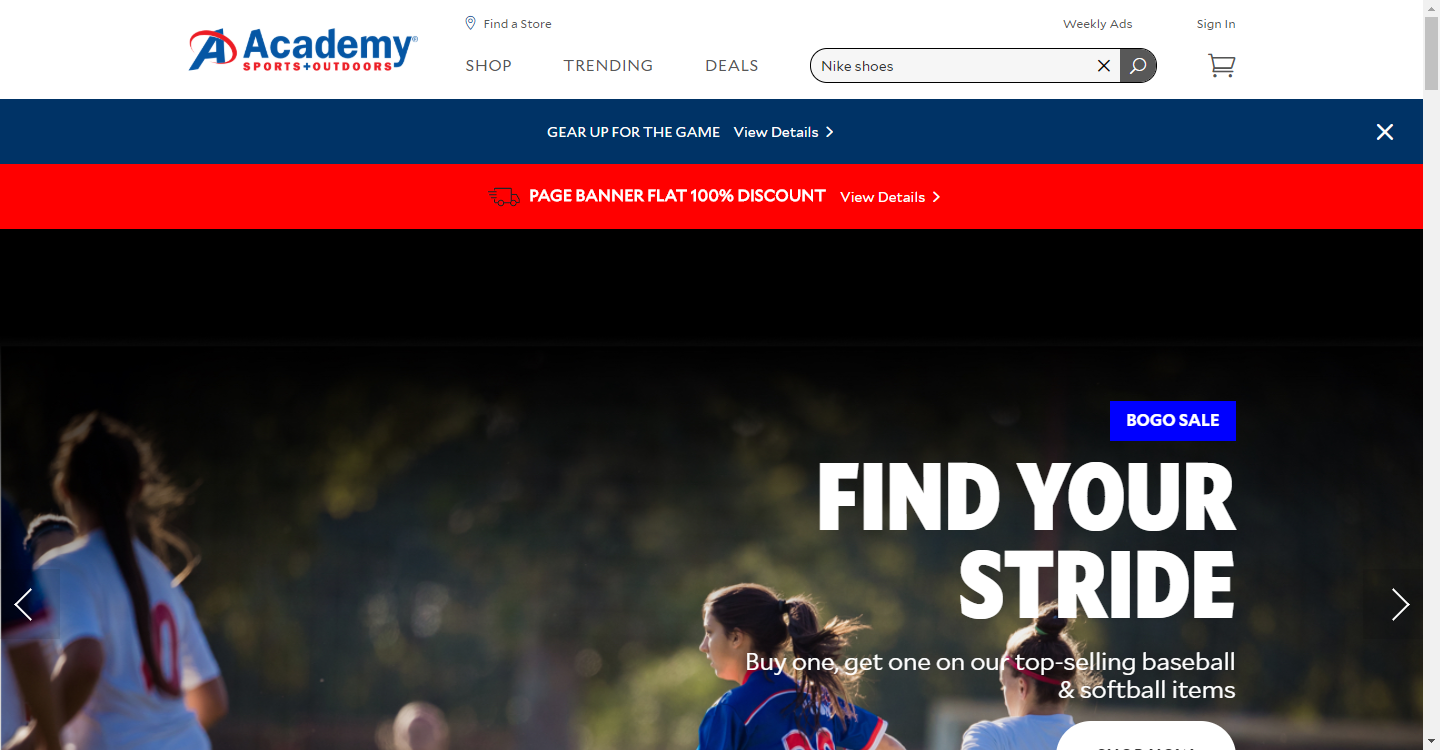 Find a Store
Weekly Ads
Sign In
Academy
SPORTS+OUTDOORS
SHOP
TRENDING
DEALS
Nike shoes
GEAR UP FOR THE GAME View Details
PAGE BANNER FLAT 100% DISCOUNT View Details
BOGO SALE
FIND YOUR
STRIDE
Buy one, get one on our top-selling baseball
& softball items